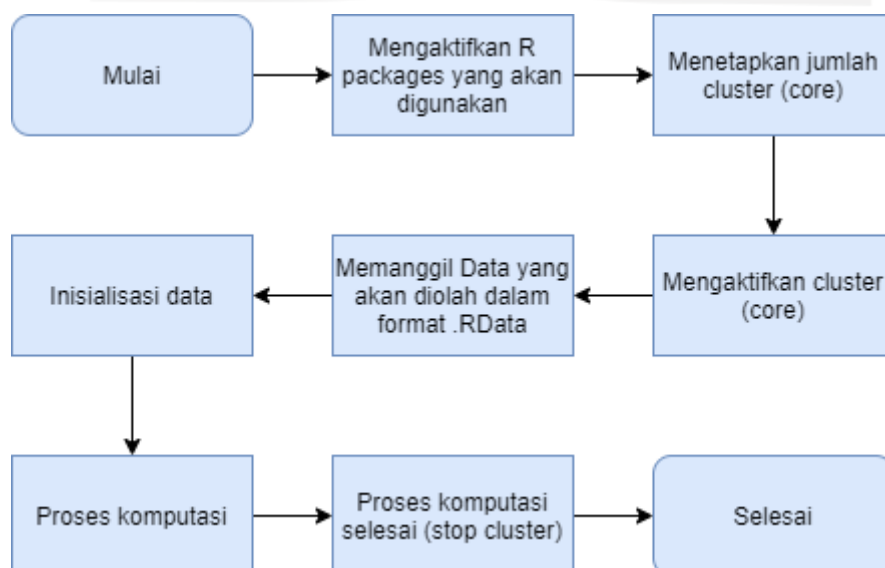 Mulai
Mengaktifkan R
packages yang akan
digunakan
Menetapkan jumlah
cluster (core)
Mengaktifkan cluster
(core)
Memanggil Data yang
akan diolah dalam
format .RData
Inisialisasi data
Proses komputasi
Proses komputasi
selesai (stop cluster)
Selesai